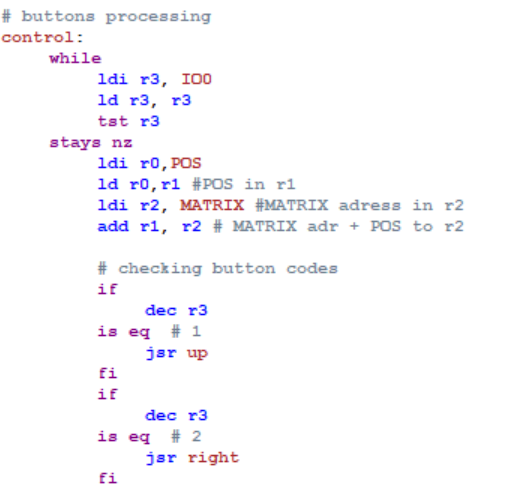 # buttons processing
control:
while
ldi r3, IO0
ld r3, r3
tst r3
stays nz
ldi r0,POS
ld r0,r1 #POS in r1
ldi r2, MATRIX #MATRIX adress in r2
add r1, r2 # MATRIX adr + POS to r2
# checking button codes
if
dec r3
is eq # 1
jsr up
fi
if
dec r3
is eq # 2
jsr right
fi